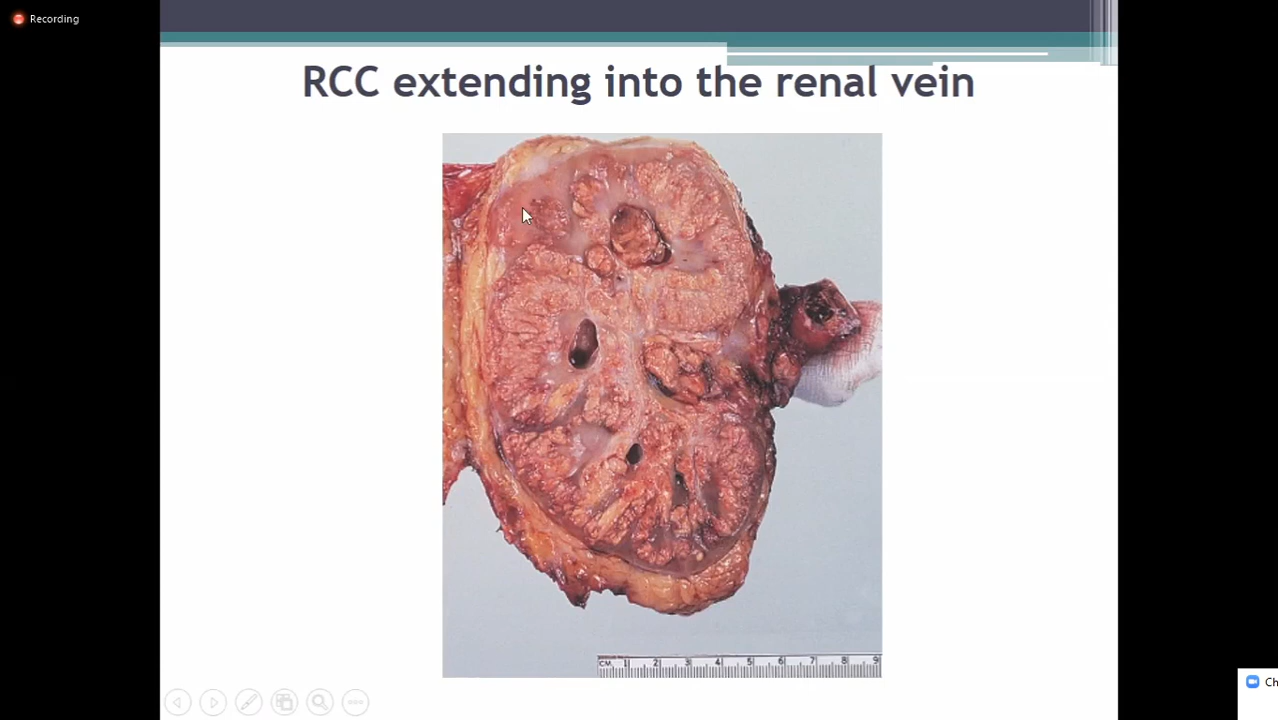 Recording
RCC extending into the renal vein
CM. 1 2 3 4 5 6 7 8 9
Ch